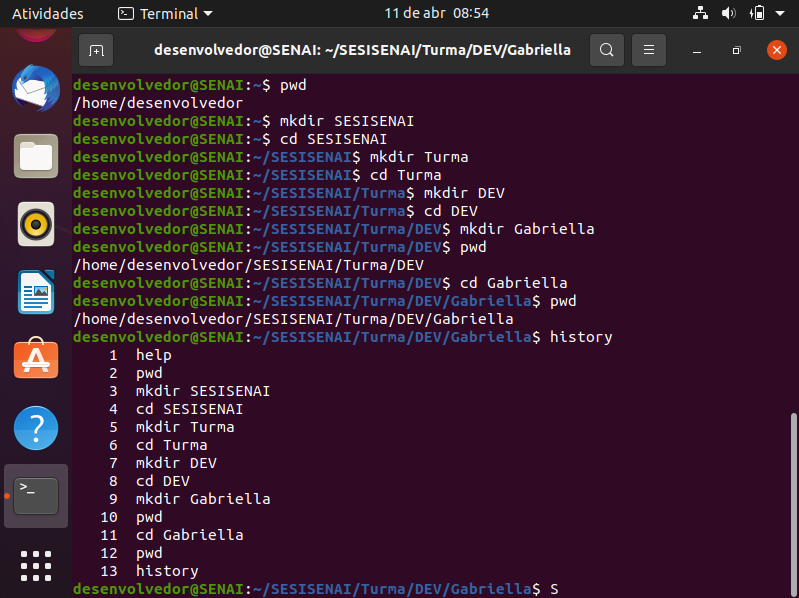 Atividades Terminal 11 de abr 08:54
desenvolvedor@SENAI: ~/SESISENAI/Turma/DEV/Gabriella
desenvolvedor@SENAI:~$ pwd
/home/desenvolvedor
desenvolvedor@SENAI:~$ mkdir SESISENAI
desenvolvedor@SENAI:~$ cd SESISENAI
desenvolvedor@SENAI:~/SESISENAI$ mkdir Turma
desenvolvedor@SENAI:~/SESISENAI$ cd Turma
desenvolvedor@SENAI:~/SESISENAI/Turma$ mkdir DEV
desenvolvedor@SENAI:~/SESISENAI/Turma$ cd DEV
desenvolvedor@SENAI:~/SESISENAI/Turma/DEV$ mkdir Gabriella
desenvolvedor@SENAI:~/SESISENAI/Turma/DEV$ pwd
/home/desenvolvedor/SESISENAI/Turma/DEV
desenvolvedor@SENAI:~/SESISENAI/Turma/DEV$ cd Gabriella
desenvolvedor@SENAI:~/SESISENAI/Turma/DEV/Gabriella$ pwd
/home/desenvolvedor/SESISENAI/Turma/DEV/Gabriella
desenvolvedor@SENAI:~/SESISENAI/Turma/DEV/Gabriella$ history
1 help
2 pwd
3 mkdir SESISENAI
4 cd SESISENAI
5 mkdir Turma
6 cd Turma
7 mkdir DEV
8 cd DEV
9 mkdir Gabriella
10 pwd
11 cd Gabriella
12 pwd
13 history
desenvolvedor@SENAI:~/SESISENAI/Turma/DEV/Gabriella$ S